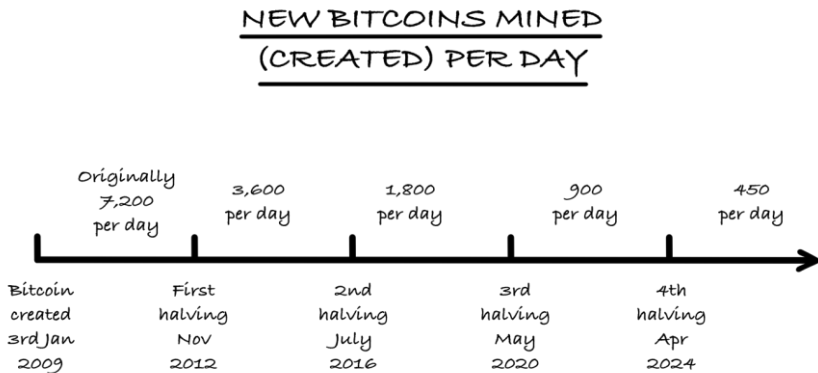 NEW BITCOINS MINED
(CREATED) PER DAY
Originally
7,200
per day
3,600
per day
1,800
per day
900
per day
450
per day
Bitcoin
created
3rd Jan
2009
First
halving
Nov
2012
2nd
halving
July
2016
3rd
halving
May
2020
4th
halving
Apr
2024